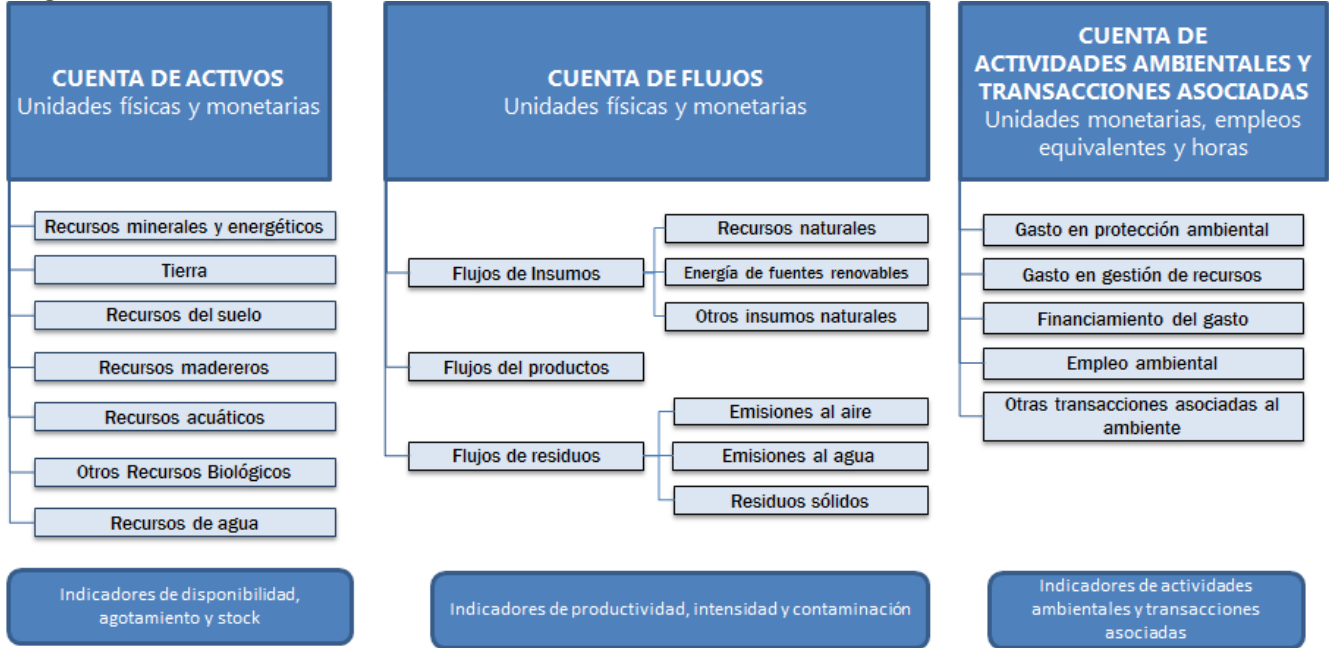 CUENTA DE ACTIVOS
Unidades físicas y monetarias
Recursos minerales y energéticos
Tierra
Recursos del suelo
Recursos madereros
Recursos acuáticos
Otros Recursos Biológicos
Recursos de agua
Indicadores de disponibilidad,
agotamiento y stock
CUENTA DE FLUJOS
Unidades físicas y monetarias
Flujos de Insumos
Recursos naturales
Energía de fuentes renovables
Otros insumos naturales
Flujos del productos
Flujos de residuos
Emisiones al aire
Emisiones al agua
Residuos sólidos
Indicadores de productividad, intensidad y contaminación
CUENTA DE
ACTIVIDADES AMBIENTALES Y
TRANSACCIONES ASOCIADAS
Unidades monetarias, empleos
equivalentes y horas
Gasto en protección ambiental
Gasto en gestión de recursos
Financiamiento del gasto
Empleo ambiental
Otras transacciones asociadas al
ambiente
Indicadores de actividades
ambientales y transacciones
asociadas